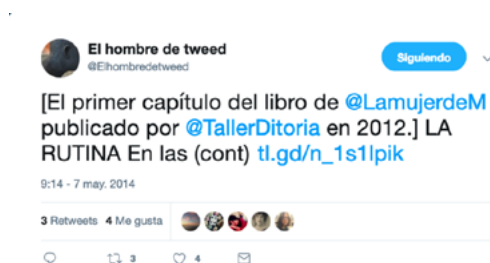 El hombre de tweed
@Elhombredetweed
Siguiendo
[El primer capítulo del libro de @LamujerdeM
publicado por @TallerDitoria en 2012.] LA
RUTINA En las (cont) tl.gd/n_1s1lpik
9:14 - 7 may. 2014
3 Retweets 4 Me gusta
3 4